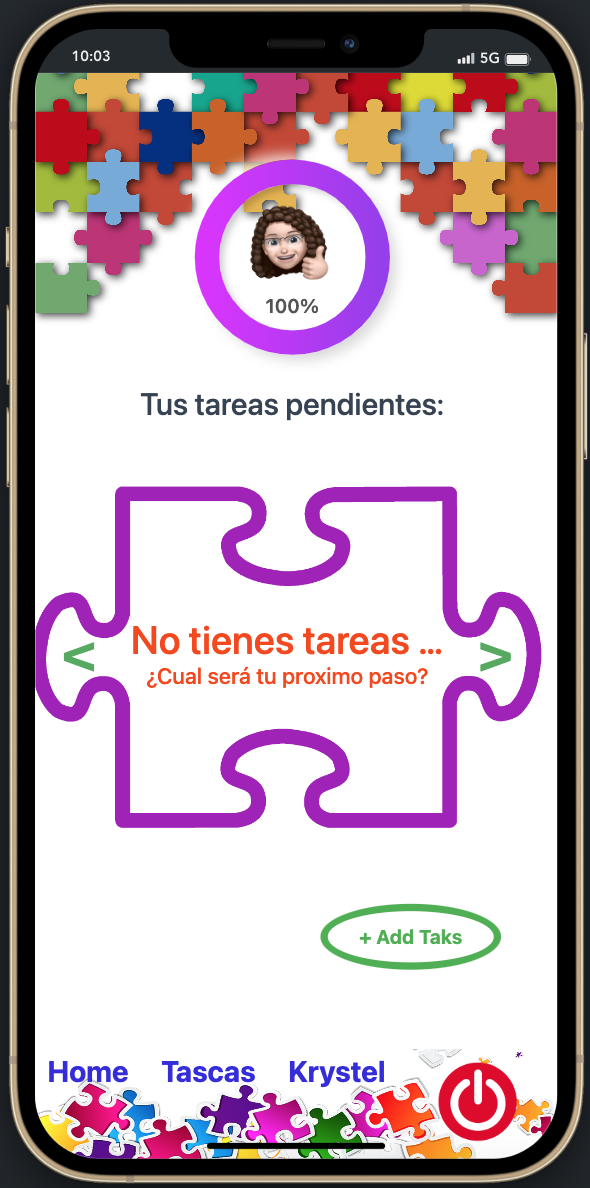 10:03
5G
100%
Tus tareas pendientes:
No tienes tareas ...
< >
¿Cual será tu proximo paso?
+ Add Taks
Home Tascas Krystel